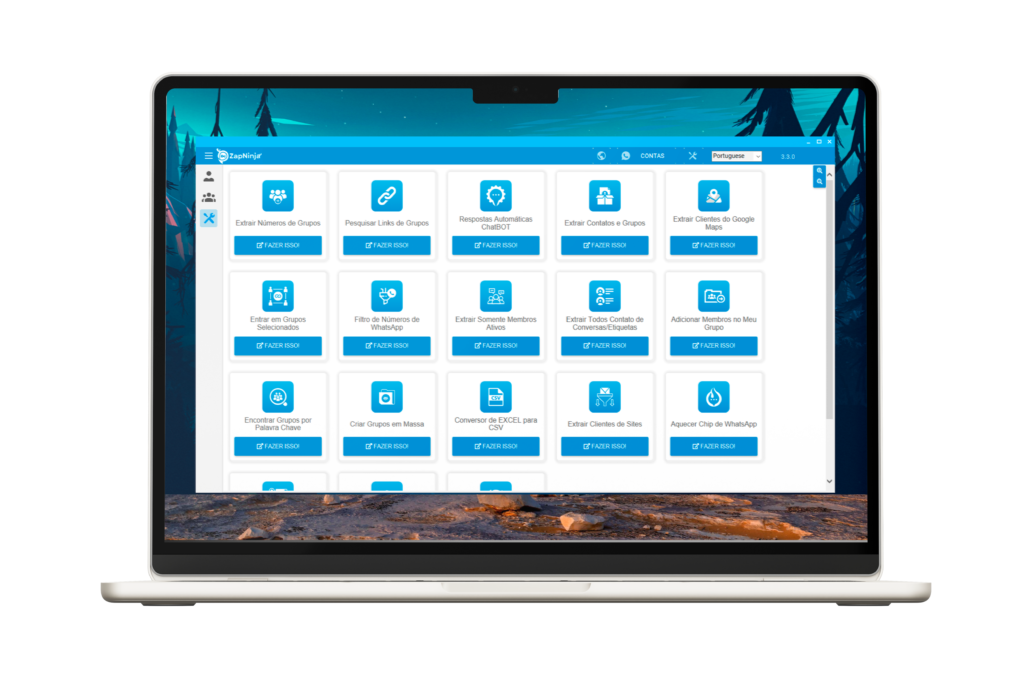 ZapNinja
CONTAS
Portuguese
3.3.0
Extrair Números de Grupos
FAZER ISSO!
Pesquisar Links de Grupos
FAZER ISSO!
Respostas Automáticas
ChatBOT
FAZER ISSO!
Extrair Contatos e Grupos
FAZER ISSO!
Extrair Clientes do Google
Maps
FAZER ISSO!
Entrar em Grupos
Selecionados
FAZER ISSO!
Filtro de Números de
WhatsApp
FAZER ISSO!
Extrair Somente Membros
Ativos
FAZER ISSO!
Extrair Todos Contato de
Conversas/Etiquetas
FAZER ISSO!
Adicionar Membros no Meu
Grupo
FAZER ISSO!
Encontrar Grupos por
Palavra Chave
FAZER ISSO!
Criar Grupos em Massa
FAZER ISSO!
CSV
Conversor de EXCEL para
CSV
FAZER ISSO!
Extrair Clientes de Sites
FAZER ISSO!
Aquecer Chip de WhatsApp
FAZER ISSO!